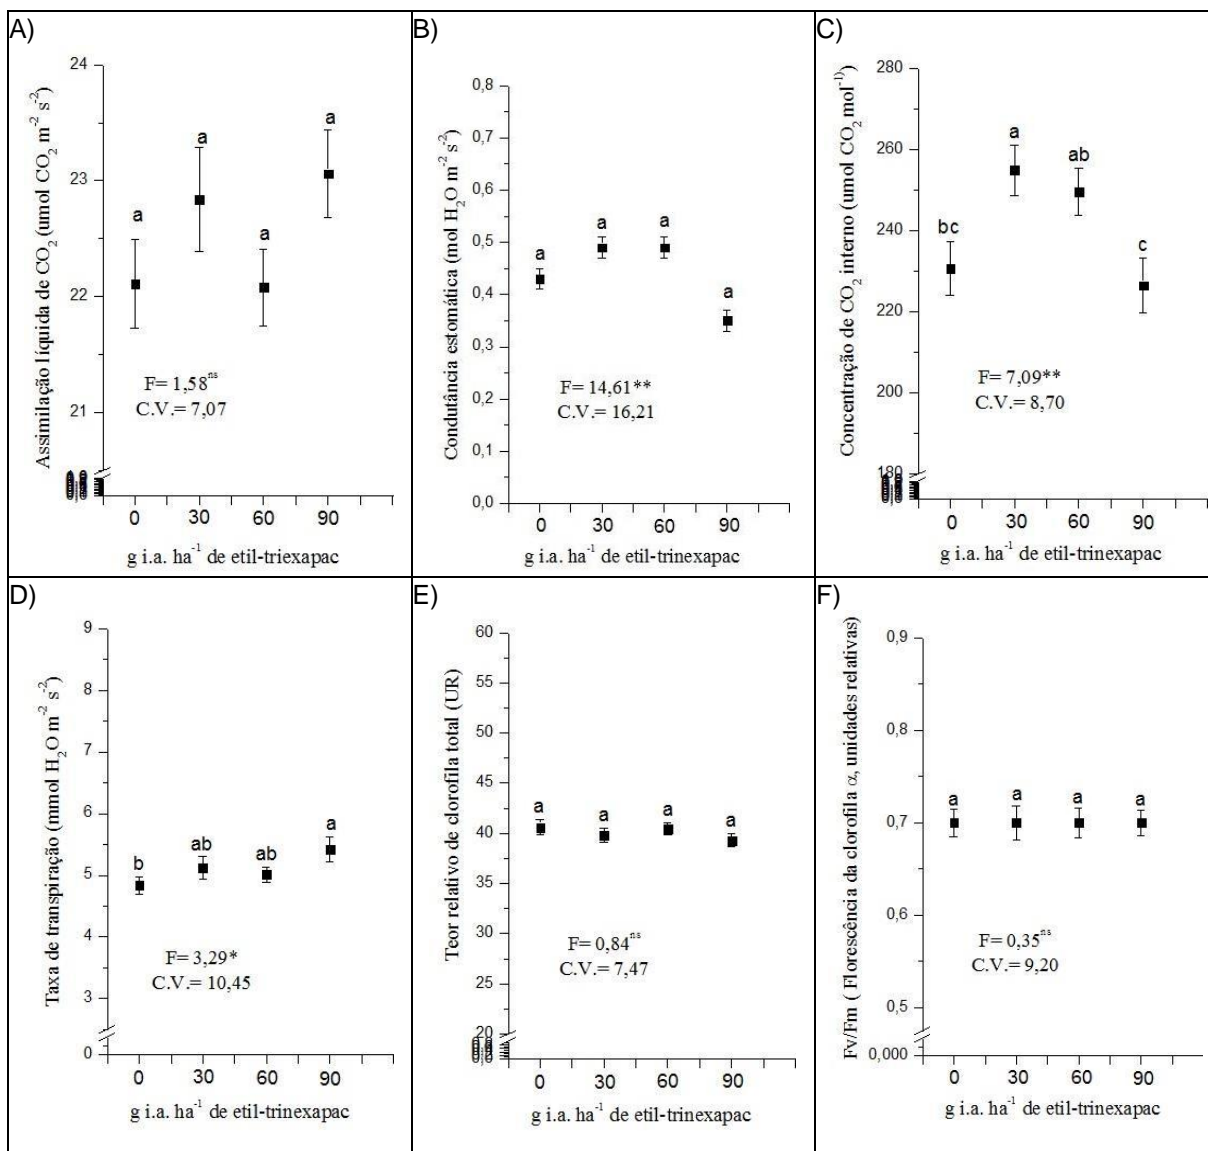 A)
Assimilação líquida de CO₂ (umol CO₂ m⁻² s⁻²)
24
23
22
21
a
a
a
a
F= 1,58ⁿˢ
C.V.= 7,07
0 30 60 90
g i.a. ha⁻¹ de etil-triexapac
B)
Condutância estomática (mol H₂O m⁻² s⁻²)
0,8
0,7
0,6
0,5
0,4
0,3
0,2
0,1
0,0
a
a
a
a
F= 14,61**
C.V.= 16,21
0 30 60 90
g i.a. ha⁻¹ de etil-trinexapac
C)
Concentração de CO₂ interno (umol CO₂ mol⁻¹⁾
280
260
240
220
200
180
bc
a
ab
c
F= 7,09**
C.V.= 8,70
0 30 60 90
g i.a. ha⁻¹ de etil-trinexapac
D)
Taxa de transpiração (mmol H₂O m⁻² s⁻²)
9
8
7
6
5
4
3
0
b
ab
ab
a
F= 3,29*
C.V.= 10,45
0 30 60 90
g i.a. ha⁻¹ de etil-trinexapac
E)
Teor relativo de clorofila total (UR)
60
55
50
45
40
35
30
25
20
a
a
a
a
F= 0,84ⁿˢ
C.V.= 7,47
0 30 60 90
g i.a. ha⁻¹ de etil-trinexapac
F)
Fv/Fm ( Florescência da clorofila α, unidades relativas)
0,9
0,8
0,7
0,6
0,5
0,000
a
a
a
a
F= 0,35ⁿˢ
C.V.= 9,20
0 30 60 90
g i.a. ha⁻¹ de etil-trinexapac